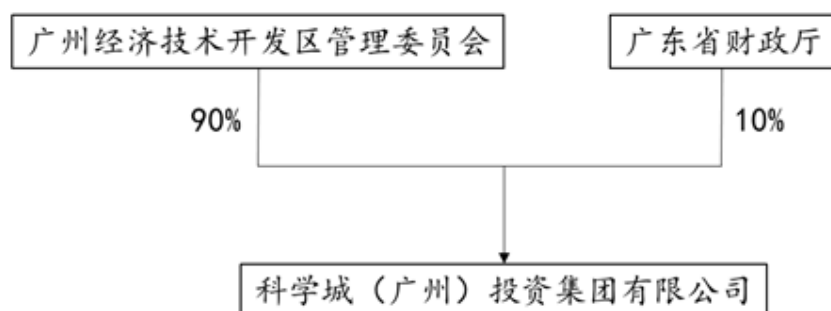 广州经济技术开发区管理委员会
广东省财政厅
90%
10%
科学城（广州）投资集团有限公司